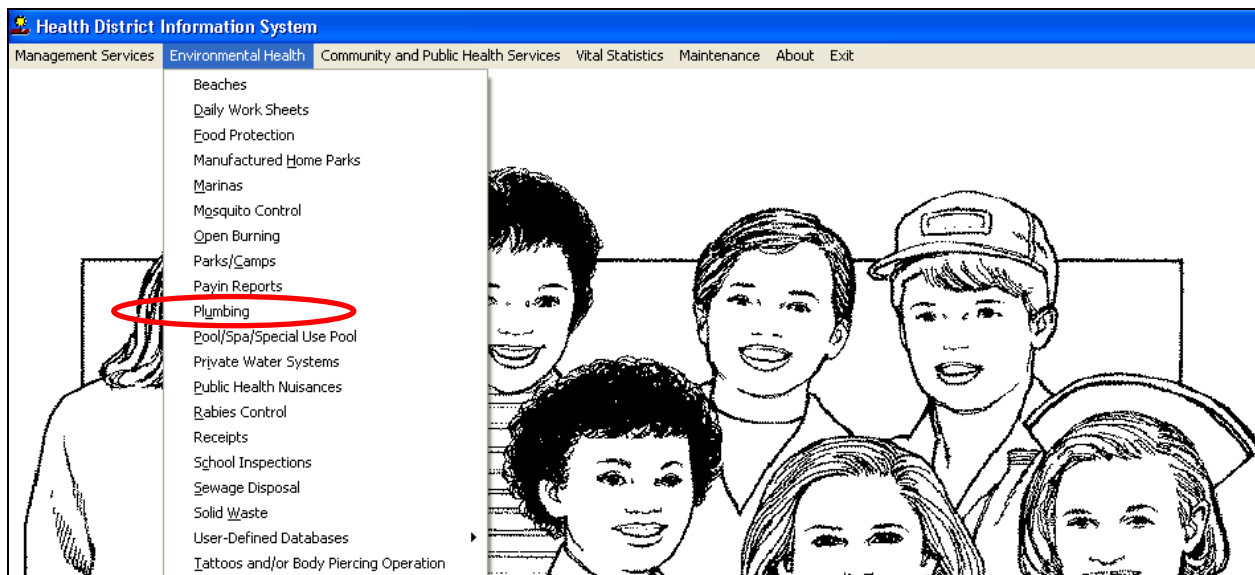 Health District Information System
Management Services Environmental Health Community and Public Health Services Vital Statistics Maintenance About Exit
Beaches
Daily Work Sheets
Food Protection
Manufactured Home Parks
Marinas
Mosquito Control
Open Burning
Parks/Camps
Payin Reports
Plumbing
Pool/Spa/Special Use Pool
Private Water Systems
Public Health Nuisances
Rabies Control
Receipts
School Inspections
Sewage Disposal
Solid Waste
User-Defined Databases
Tattoos and/or Body Piercing Operation